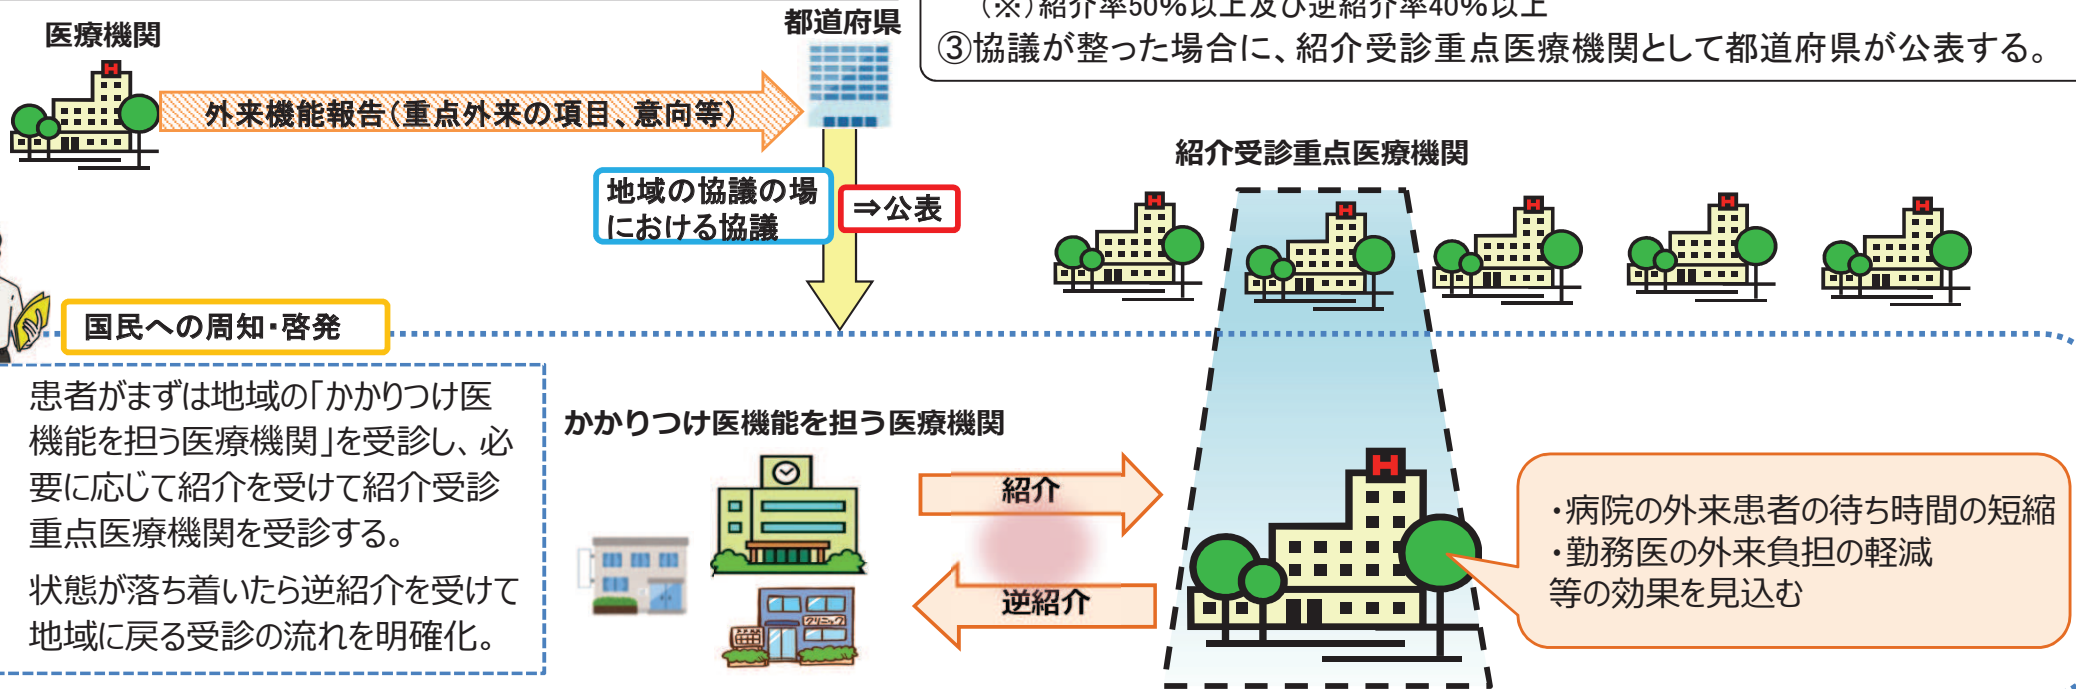 (※)紹介率50%以上及び逆紹介率40%以上
③協議が整った場合に、紹介受診重点医療機関として都道府県が公表する。
医療機関
都道府県
外来機能報告(重点外来の項目、意向等)
地域の協議の場
における協議
⇒公表
紹介受診重点医療機関
国民への周知・啓発
患者がまずは地域の「かかりつけ医
機能を担う医療機関」を受診し、必
要に応じて紹介を受けて紹介受診
重点医療機関を受診する。
状態が落ち着いたら逆紹介を受けて
地域に戻る受診の流れを明確化。
かかりつけ医機能を担う医療機関
クリニック
紹介
逆紹介
・病院の外来患者の待ち時間の短縮
・勤務医の外来負担の軽減
等の効果を見込む
H
H
H
H
H
H
H